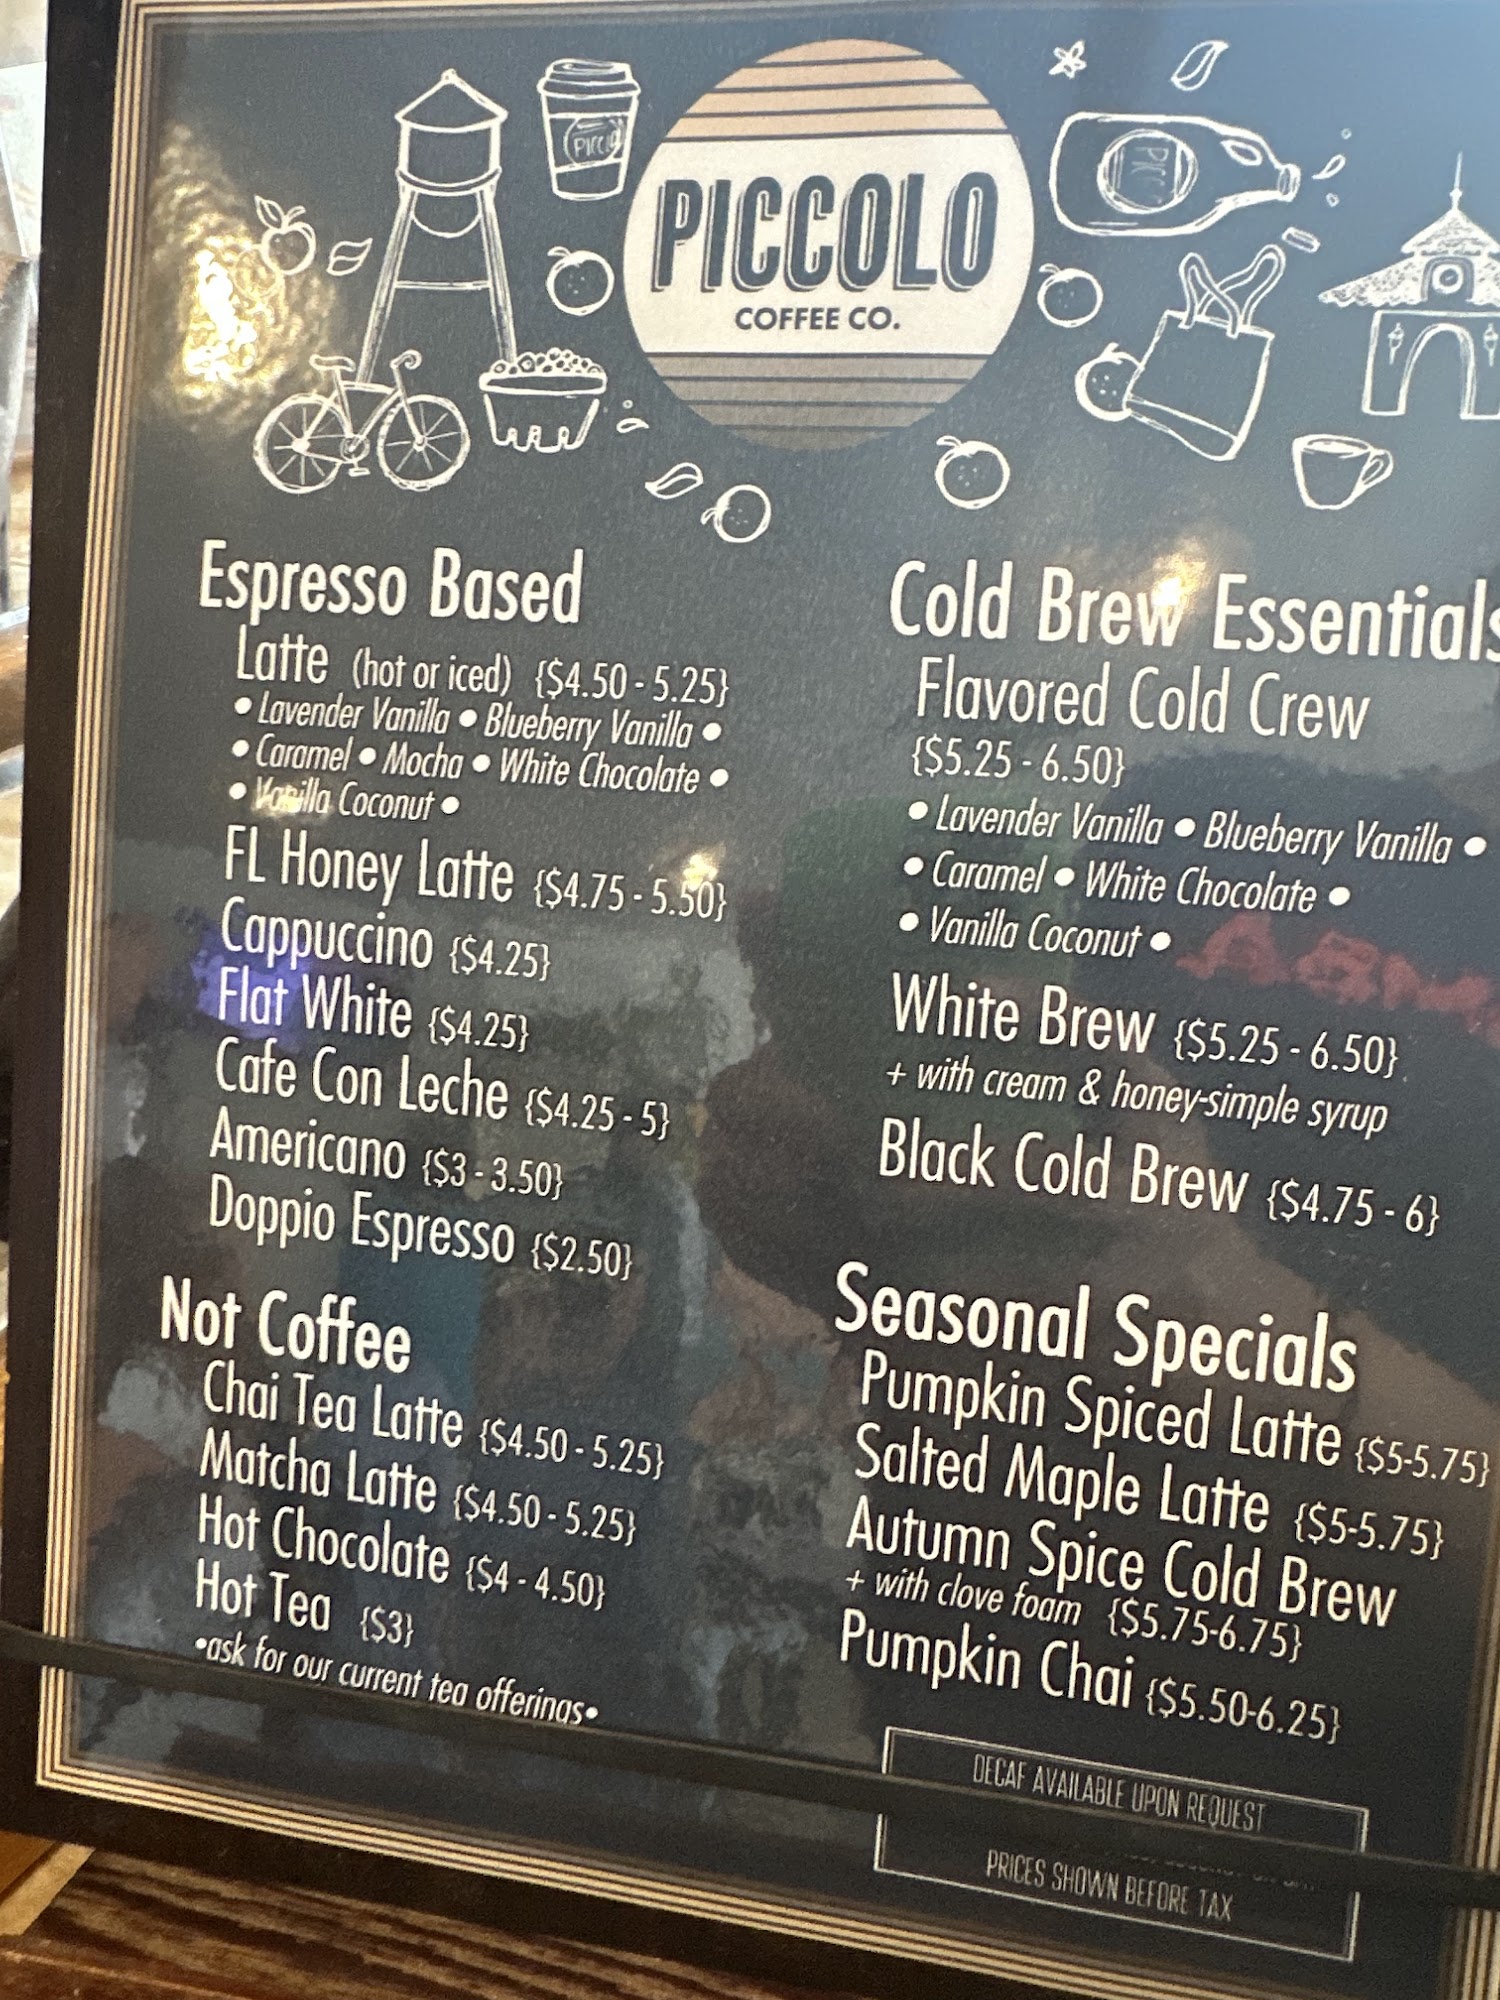 PICCOLO
COFFEE CO.
Espresso Based
Latte (hot or iced) {$4.50 - 5.25}
• Lavender Vanilla • Blueberry Vanilla •
• Caramel • Mocha • White Chocolate •
• Vanilla Coconut •
FL Honey Latte {$4.75 - 5.50}
Cappuccino {$4.25}
Flat White {$4.25}
Cafe Con Leche {$4.25 - 5}
Americano {$3 - 3.50}
Doppio Espresso {$2.50}
Not Coffee
Chai Tea Latte {$4.50 - 5.25}
Matcha Latte {$4.50 - 5.25}
Hot Chocolate {$4 - 4.50}
Hot Tea {$3}
•ask for our current tea offerings•
Cold Brew Essentials
Flavored Cold Crew
{$5.25 - 6.50}
• Lavender Vanilla • Blueberry Vanilla •
• Caramel • White Chocolate •
• Vanilla Coconut •
White Brew {$5.25 - 6.50}
+ with cream & honey-simple syrup
Black Cold Brew {$4.75 - 6}
Seasonal Specials
Pumpkin Spiced Latte {$5-5.75}
Salted Maple Latte {$5-5.75}
Autumn Spice Cold Brew
+ with clove foam {$5.75-6.75}
Pumpkin Chai {$5.50-6.25}
DECAF AVAILABLE UPON REQUEST
PRICES SHOWN BEFORE TAX